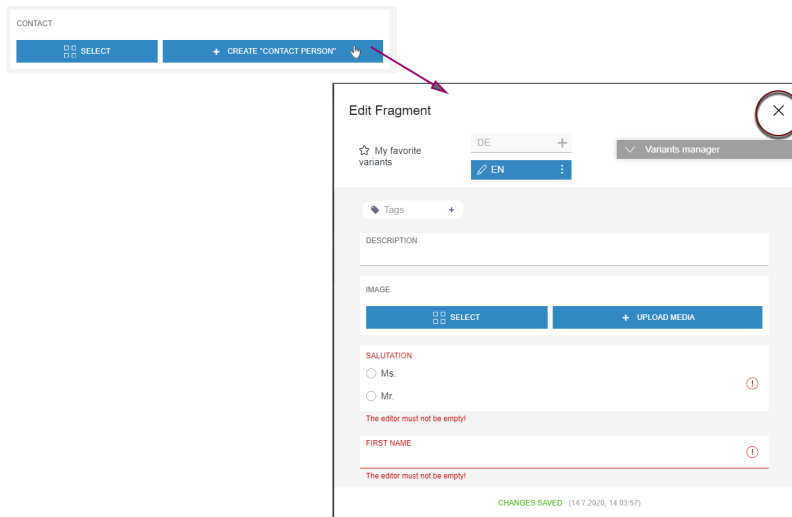 CONTACT
SELECT
+ CREATE "CONTACT PERSON"
Edit Fragment
My favorite
variants
DE
EN
Variants manager
Tags +
DESCRIPTION
IMAGE
SELECT
+ UPLOAD MEDIA
SALUTATION
Ms.
Mr.
The editor must not be empty!
FIRST NAME
The editor must not be empty!
CHANGES SAVED (14.7.2020, 14:03:57)